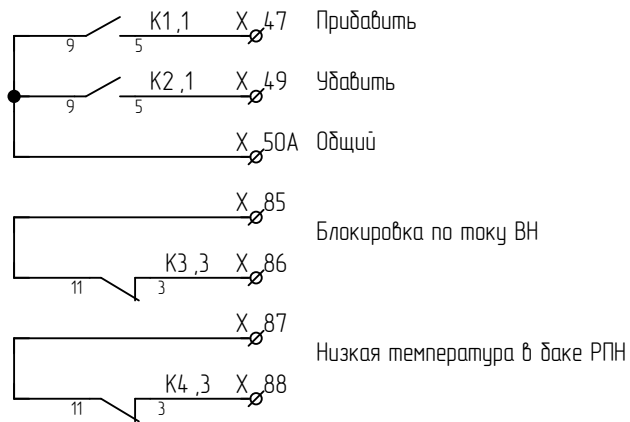 K1,1 X 47 Прибавить
9 5
K2,1 X 49 Убавить
9 5
X 50А Общий
X 85
Блокировка по току ВН
K3,3 X 86
11 3
X 87
Низкая температура в баке РПН
K4,3 X 88
11 3